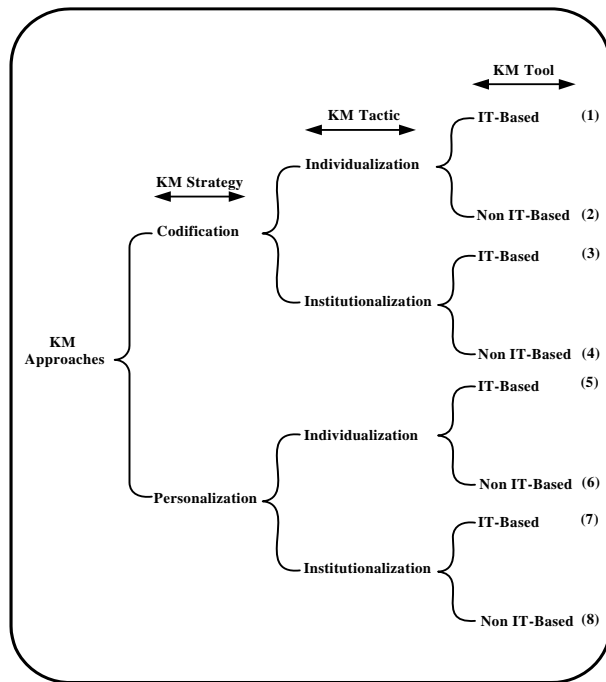 KM Tool
IT-Based (1)
KM Tactic
Individualization
KM Strategy
Non IT-Based (2)
Codification
IT-Based (3)
Institutionalization
KM
Approaches
Non IT-Based (4)
IT-Based (5)
Individualization
Non IT-Based (6)
Personalization
IT-Based (7)
Institutionalization
Non IT-Based (8)